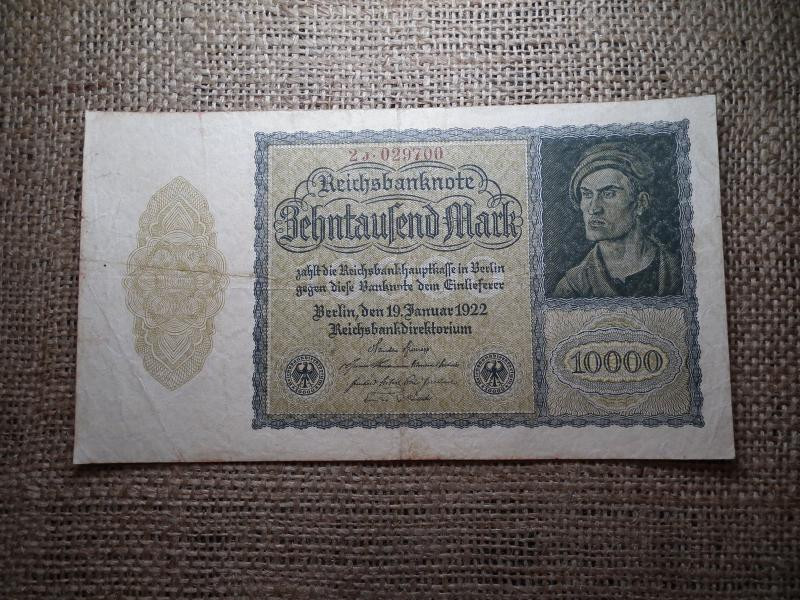 2J·029700
Reichsbanknote
Zehntausend Mark
zahlt die Reichsbankhauptkasse in Berlin
gegen diese Banknote dem Einlieferer
Berlin, den 19. Januar 1922
Reichsbankdirektorium
10000